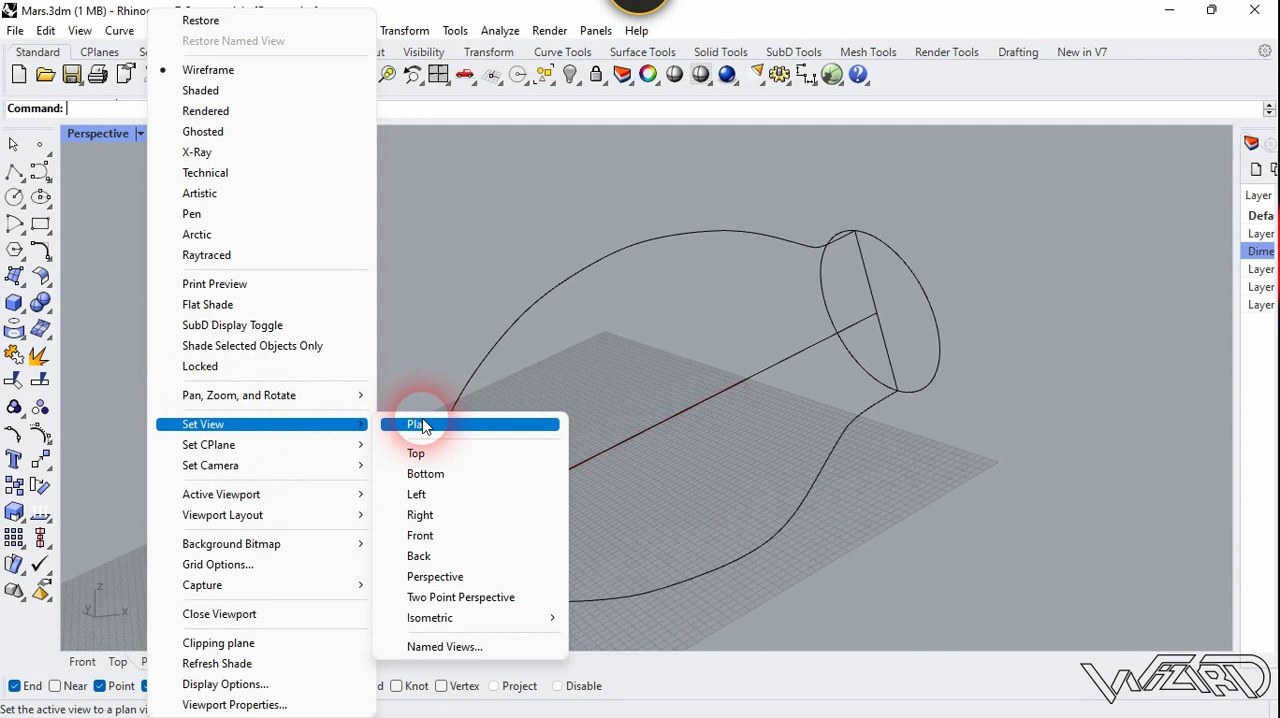 Mars.3dm (1 MB) - Rhino
File Edit View Curve Transform Tools Analyze Render Panels Help
Standard CPlanes Visibility Transform Curve Tools Surface Tools Solid Tools SubD Tools Mesh Tools Render Tools Drafting New in V7
Command:
Perspective
Restore
Restore Named View
Wireframe
Shaded
Rendered
Ghosted
X-Ray
Technical
Artistic
Pen
Arctic
Raytraced
Print Preview
Flat Shade
SubD Display Toggle
Shade Selected Objects Only
Locked
Pan, Zoom, and Rotate
Set View
Set CPlane
Set Camera
Active Viewport
Viewport Layout
Background Bitmap
Grid Options...
Capture
Close Viewport
Clipping plane
Refresh Shade
Display Options...
Viewport Properties...
Top
Bottom
Left
Right
Front
Back
Perspective
Two Point Perspective
Isometric
Named Views...
Layer
Defa
Layer
Dime
Layer
Layer
Layer
z
y x
Front Top P
End Near Point Knot Vertex Project Disable
Set the active view to a plan vi
WIZARD